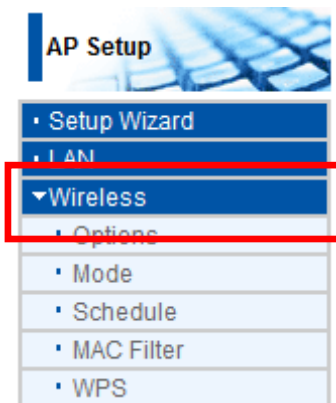 AP Setup
· Setup Wizard
· LAN
▾Wireless
· Options
· Mode
· Schedule
· MAC Filter
· WPS